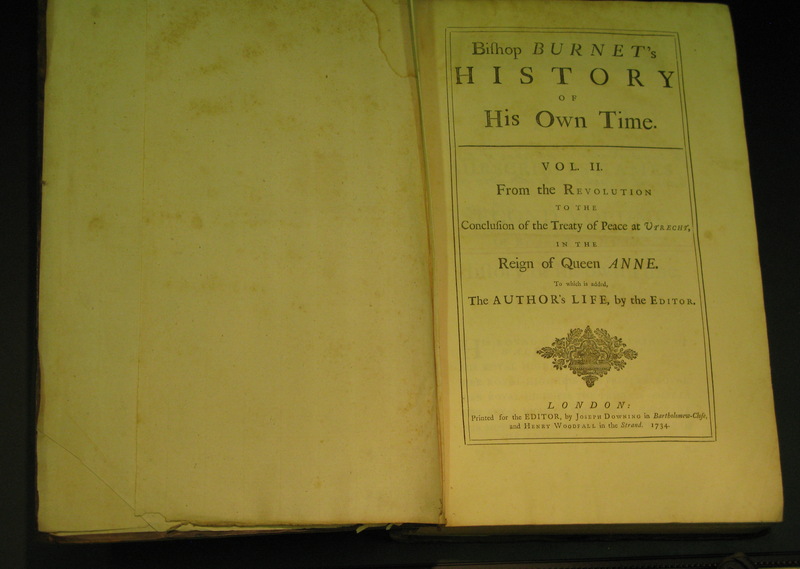 Biſhop BURNET's
HISTORY
OF
His Own Time.
VOL. II.
From the REVOLUTION
TO THE
Concluſion of the Treaty of Peace at UTRECHT,
IN THE
Reign of Queen ANNE.
To which is added,
The AUTHOR's LIFE, by the EDITOR.
LONDON:
Printed for the EDITOR, by JOSEPH DOWNING in Bartholomew-Cloſe,
and HENRY WOODFALL in the Strand. 1734.